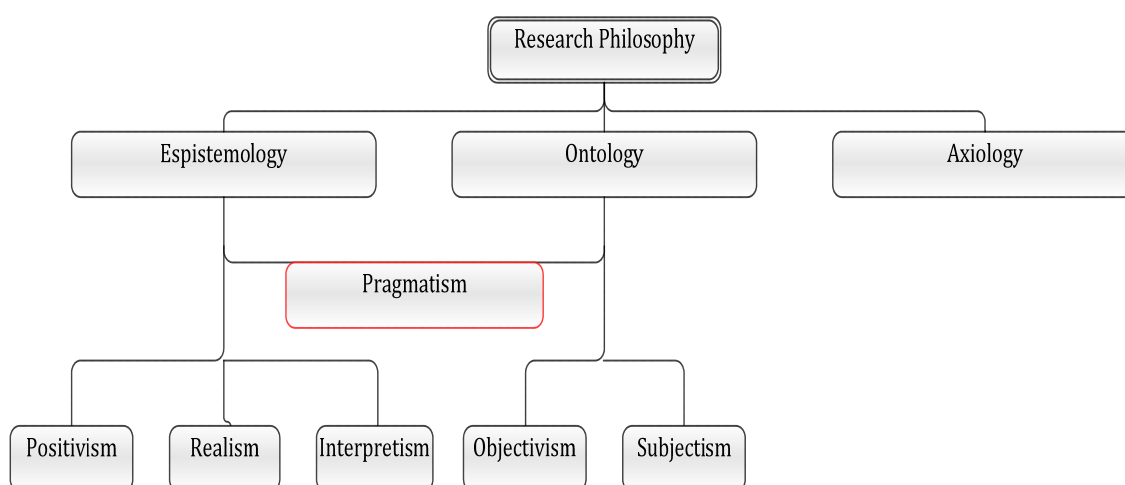 Research Philosophy
Espistemology
Ontology
Axiology
Pragmatism
Positivism
Realism
Interpretism
Objectivism
Subjectism